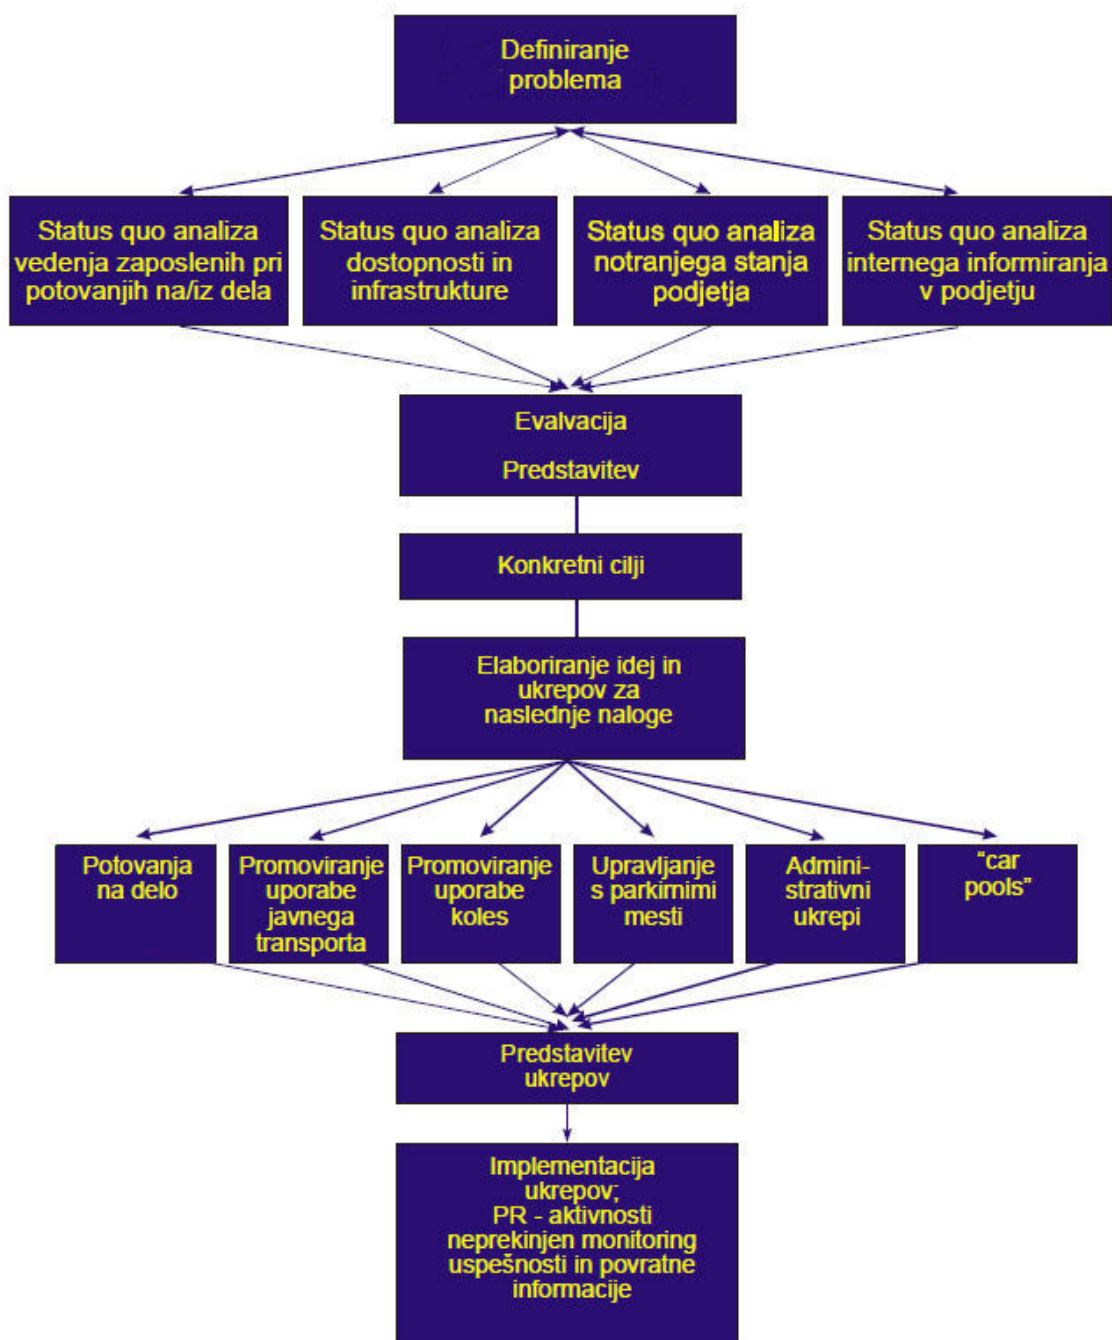 Definiranje
problema
Status quo analiza
vedenja zaposlenih pri
potovanjih na/iz dela
Status quo analiza
dostopnosti in
infrastrukture
Status quo analiza
notranjega stanja
podjetja
Status quo analiza
internega informiranja
v podjetju
Evalvacija
Predstavitev
Konkretni cilji
Elaboriranje idej in
ukrepov za
naslednje naloge
Potovanja
na delo
Promoviranje
uporabe
javnega
transporta
Promoviranje
uporabe
koles
Upravljanje
s parkirnimi
mesti
Admini-
strativni
ukrepi
“car
pools”
Predstavitev
ukrepov
Implementacija
ukrepov;
PR - aktivnosti
neprekinjen monitoring
uspešnosti in povratne
informacije